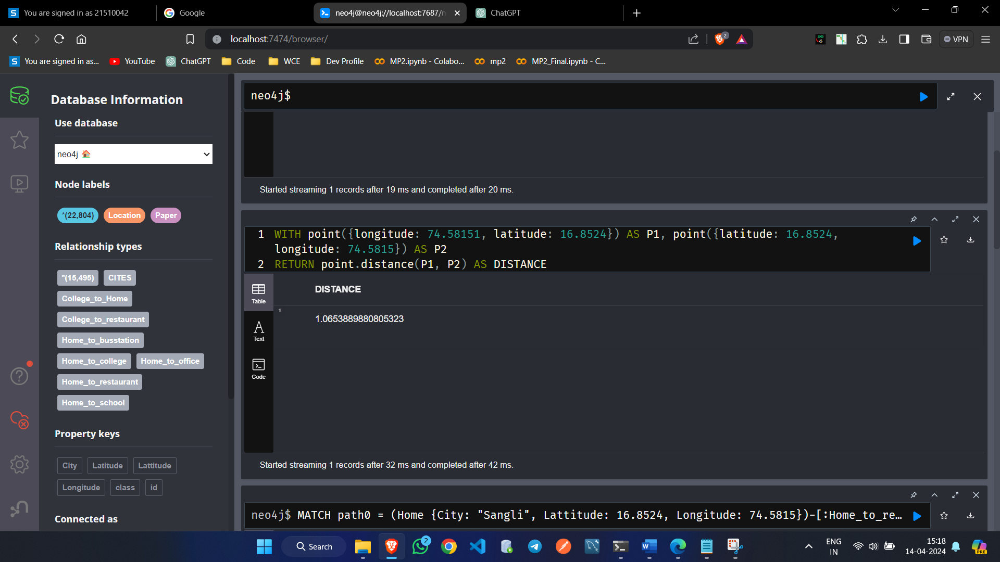 You are signed in as 21510042
Google
neo4j@neo4j://localhost:7687/n
ChatGPT
localhost:7474/browser/
2
VPN
You are signed in as...
YouTube
ChatGPT
Code
WCE
Dev Profile
MP2.ipynb - Colabo...
mp2
MP2_Final.ipynb - C...
Database Information
Use database
neo4j
Node labels
*(22,804)
Location
Paper
Relationship types
*(15,495)
CITES
College_to_Home
College_to_restaurant
Home_to_busstation
Home_to_college
Home_to_office
Home_to_restaurant
Home_to_school
Property keys
City
Latitude
Lattitude
Longitude
class
id
Connected as
neo4j$
Started streaming 1 records after 19 ms and completed after 20 ms.
1 WITH point({longitude: 74.58151, latitude: 16.8524}) AS P1, point({latitude: 16.8524,
longitude: 74.5815}) AS P2
2 RETURN point.distance(P1, P2) AS DISTANCE
Table
Text
Code
DISTANCE
1
1.0653889880805323
Started streaming 1 records after 32 ms and completed after 42 ms.
neo4j$ MATCH path0 = (Home {City: "Sangli", Lattitude: 16.8524, Longitude: 74.5815})-[:Home_to_re…
Search
2
ENG
IN
15:18
14-04-2024
PRE